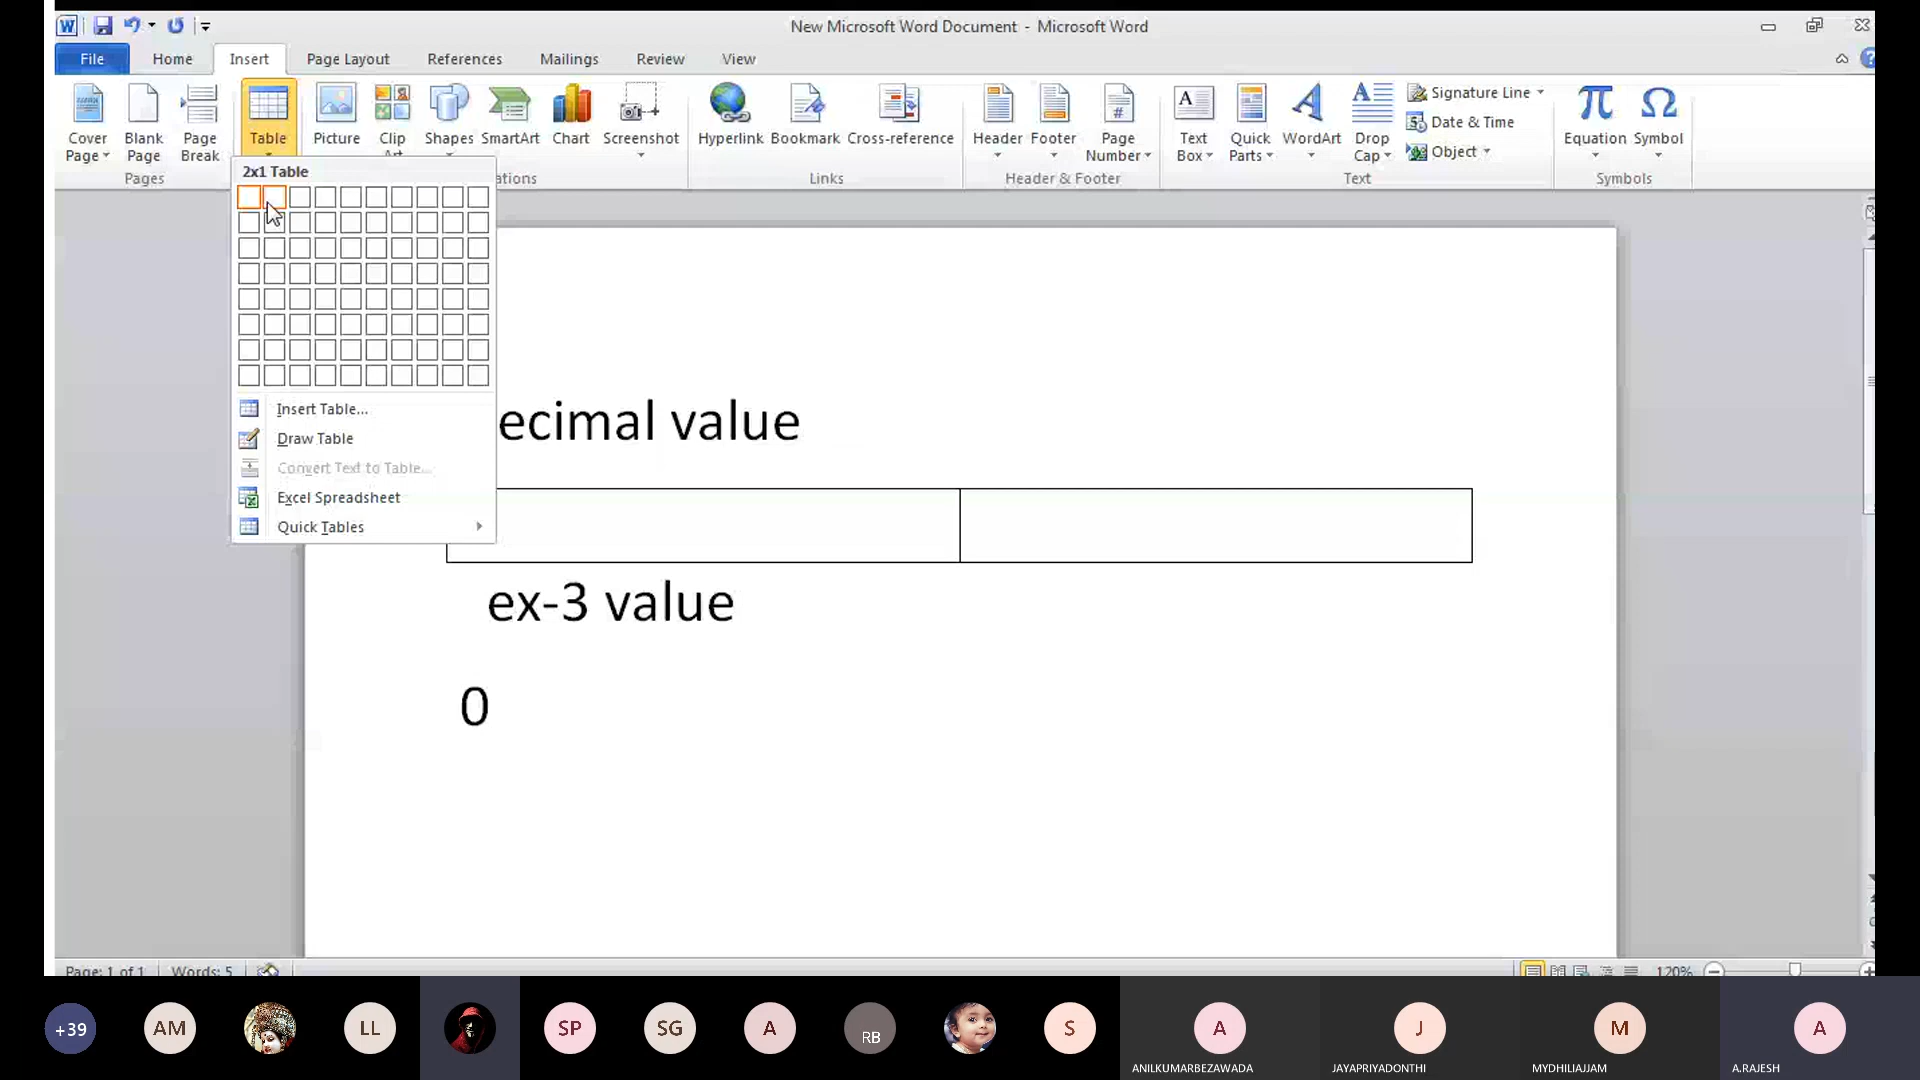 New Microsoft Word Document - Microsoft Word
File Home Insert Page Layout References Mailings Review View
Cover Page
Blank Page
Page Break
Table
Picture
Clip Art
Shapes
SmartArt
Chart
Screenshot
Hyperlink
Bookmark
Cross-reference
Header
Footer
Page Number
Text Box
Quick Parts
WordArt
Drop Cap
Signature Line
Date & Time
Object
Equation
Symbol
Pages
ations
Links
Header & Footer
Text
Symbols
2x1 Table
Insert Table...
Draw Table
Convert Text to Table...
Excel Spreadsheet
Quick Tables
ecimal value
ex-3 value
0
Page: 1 of 1 Words: 5
120%
+39
AM
LL
SP
SG
A
RB
S
A
J
M
A
ANILKUMARBEZAWADA
JAYAPRIYADONTHI
MYDHILIAJJAM
A.RAJESH